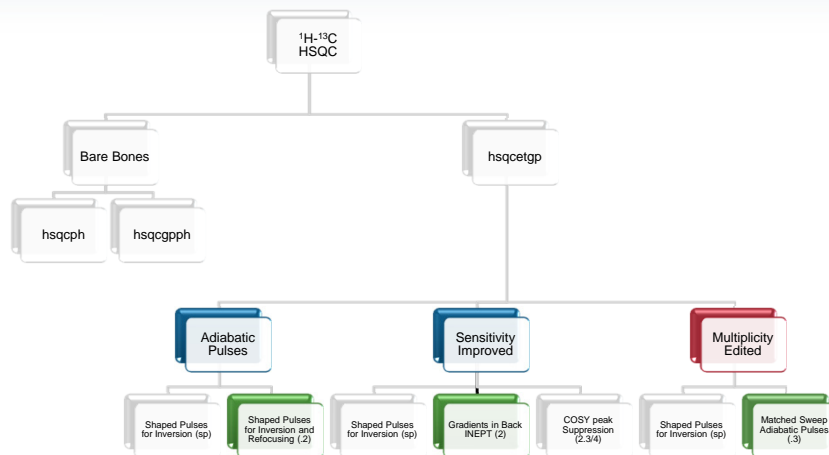 ¹H-¹³C
HSQC
Bare Bones
hsqcetgp
hsqcph
hsqcgpph
Adiabatic
Pulses
Sensitivity
Improved
Multiplicity
Edited
Shaped Pulses
for Inversion (sp)
Shaped Pulses
for Inversion and
Refocusing (.2)
Shaped Pulses
for Inversion (sp)
Gradients in Back
INEPT (2)
COSY peak
Suppression
(2.3/4)
Shaped Pulses
for Inversion (sp)
Matched Sweep
Adiabatic Pulses
(.3)